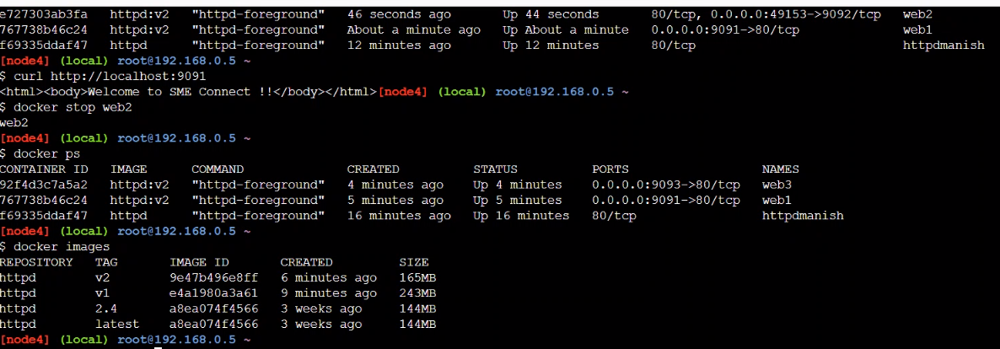 e727303ab3fa httpd:v2 "httpd-foreground" 46 seconds ago Up 44 seconds 80/tcp, 0.0.0.0:49153->9092/tcp web2
767738b46c24 httpd:v2 "httpd-foreground" About a minute ago Up About a minute 0.0.0.0:9091->80/tcp web1
f69335ddaf47 httpd "httpd-foreground" 12 minutes ago Up 12 minutes 80/tcp httpdmanish
[node4] (local) root@192.168.0.5 ~
$ curl http://localhost:9091
<html><body>Welcome to SME Connect !!</body></html>[node4] (local) root@192.168.0.5 ~
$ docker stop web2
web2
[node4] (local) root@192.168.0.5 ~
$ docker ps
CONTAINER ID IMAGE COMMAND CREATED STATUS PORTS NAMES
92f4d3c7a5a2 httpd:v2 "httpd-foreground" 4 minutes ago Up 4 minutes 0.0.0.0:9093->80/tcp web3
767738b46c24 httpd:v2 "httpd-foreground" 5 minutes ago Up 5 minutes 0.0.0.0:9091->80/tcp web1
f69335ddaf47 httpd "httpd-foreground" 16 minutes ago Up 16 minutes 80/tcp httpdmanish
[node4] (local) root@192.168.0.5 ~
$ docker images
REPOSITORY TAG IMAGE ID CREATED SIZE
httpd v2 9e47b496e8ff 6 minutes ago 165MB
httpd v1 e4a1980a3a61 9 minutes ago 243MB
httpd 2.4 a8ea074f4566 3 weeks ago 144MB
httpd latest a8ea074f4566 3 weeks ago 144MB
[node4] (local) root@192.168.0.5 ~